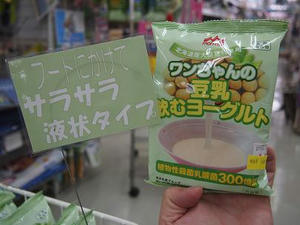 フードにかけて
サラサラ
液状タイプ
ワンちゃんの
豆乳
飲むヨーグルト
植物性殺菌乳酸菌300億個